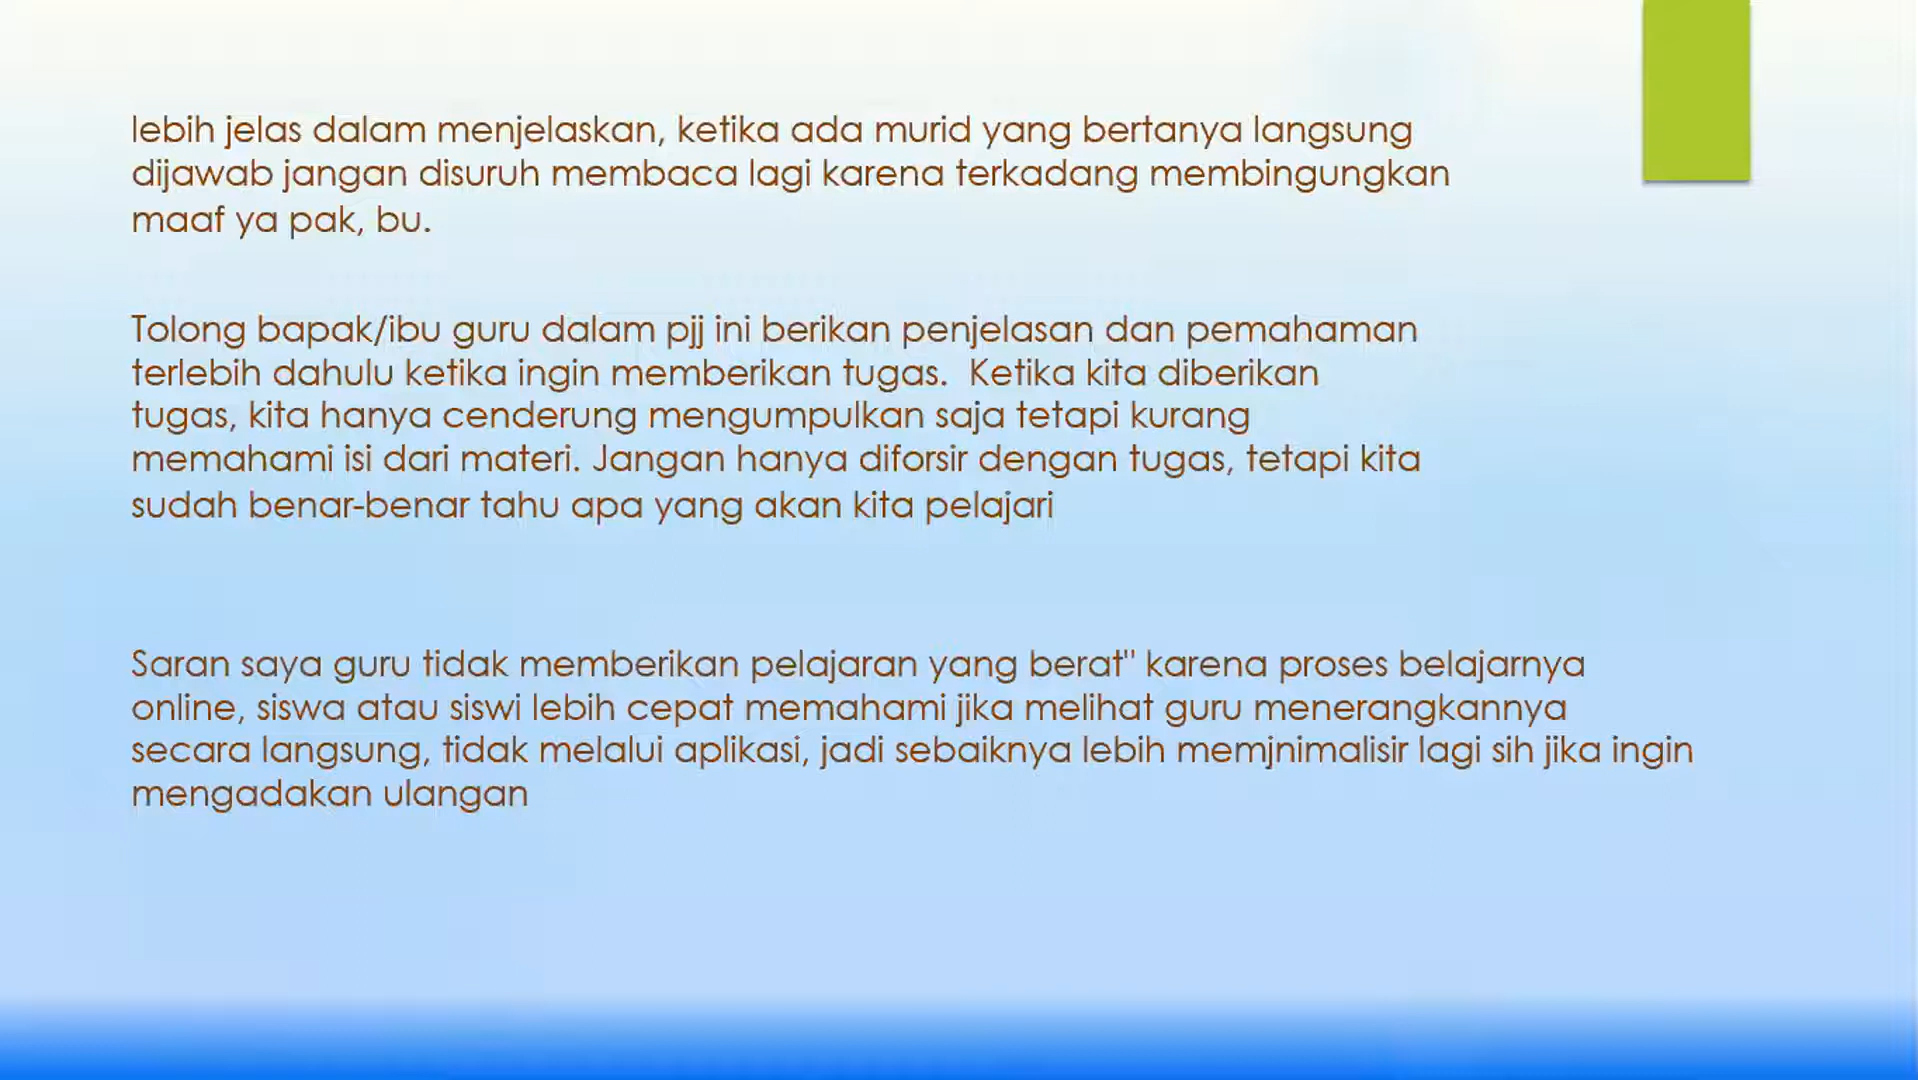 lebih jelas dalam menjelaskan, ketika ada murid yang bertanya langsung
dijawab jangan disuruh membaca lagi karena terkadang membingungkan
maaf ya pak, bu.
Tolong bapak/ibu guru dalam pjj ini berikan penjelasan dan pemahaman
terlebih dahulu ketika ingin memberikan tugas.  Ketika kita diberikan
tugas, kita hanya cenderung mengumpulkan saja tetapi kurang
memahami isi dari materi. Jangan hanya diforsir dengan tugas, tetapi kita
sudah benar-benar tahu apa yang akan kita pelajari
Saran saya guru tidak memberikan pelajaran yang berat" karena proses belajarnya
online, siswa atau siswi lebih cepat memahami jika melihat guru menerangkannya
secara langsung, tidak melalui aplikasi, jadi sebaiknya lebih memjnimalisir lagi sih jika ingin
mengadakan ulangan